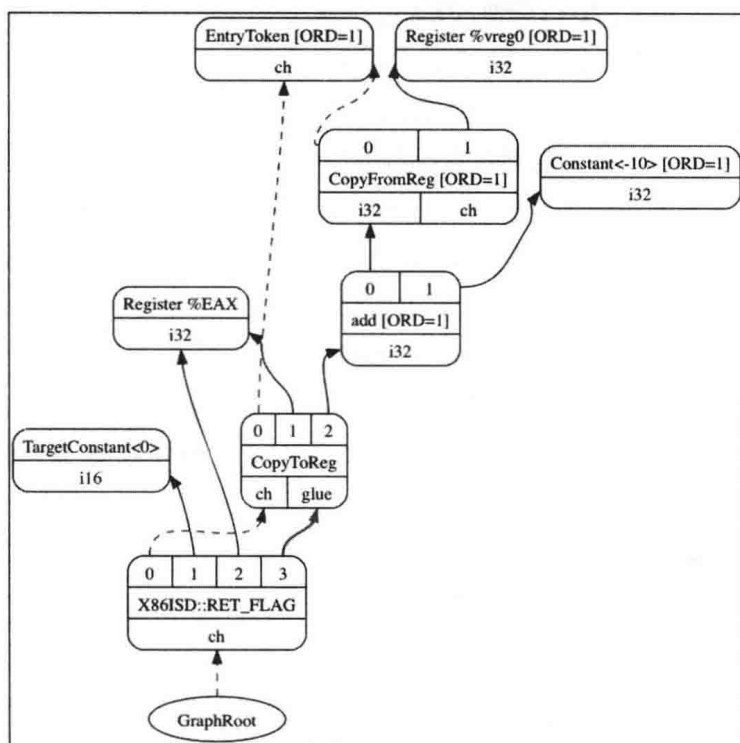 EntryToken [ORD=1]
ch
Register %vreg0 [ORD=1]
i32
0 1
CopyFromReg [ORD=1]
i32 ch
Constant<-10> [ORD=1]
i32
0 1
add [ORD=1]
i32
Register %EAX
i32
0 1 2
CopyToReg
ch glue
TargetConstant<0>
i16
0 1 2 3
X86ISD::RET_FLAG
ch
GraphRoot